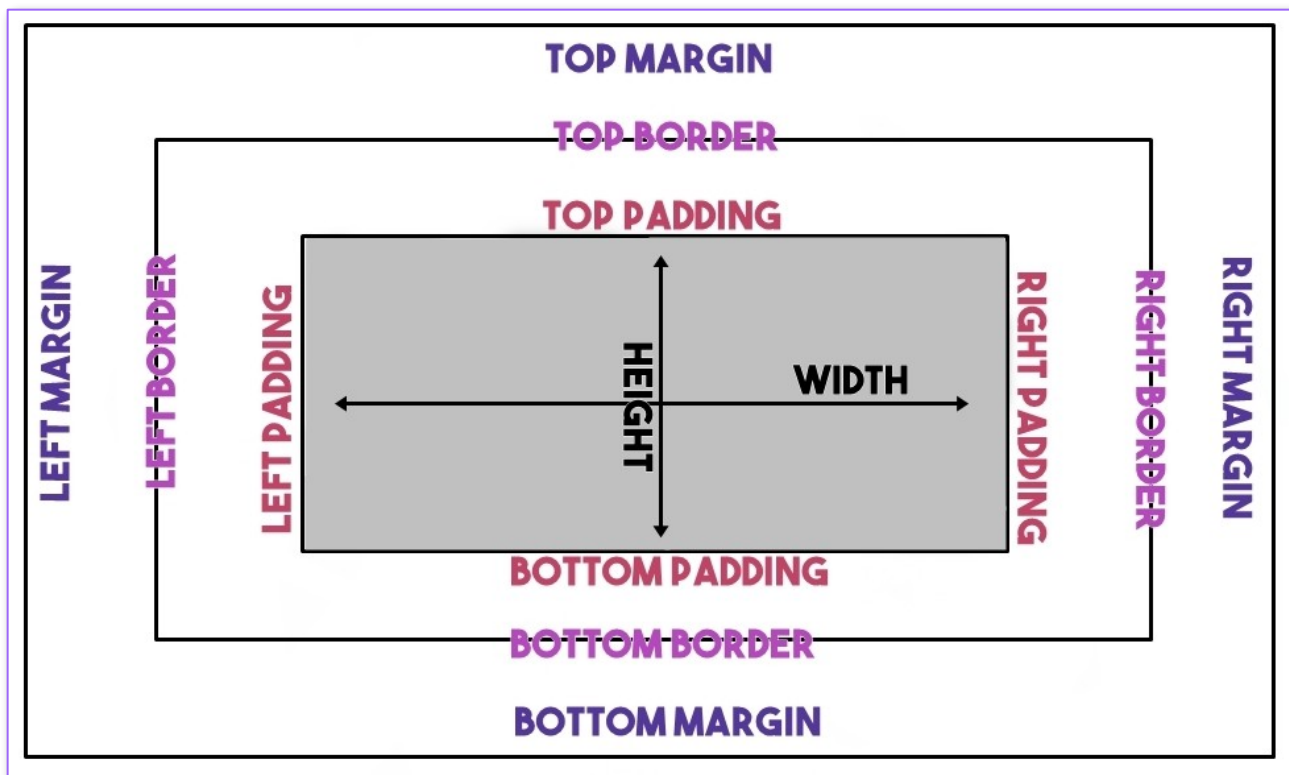 TOP MARGIN
TOP BORDER
TOP PADDING
LEFT MARGIN
LEFT BORDER
LEFT PADDING
HEIGHT
WIDTH
RIGHT PADDING
RIGHT BORDER
RIGHT MARGIN
BOTTOM PADDING
BOTTOM BORDER
BOTTOM MARGIN